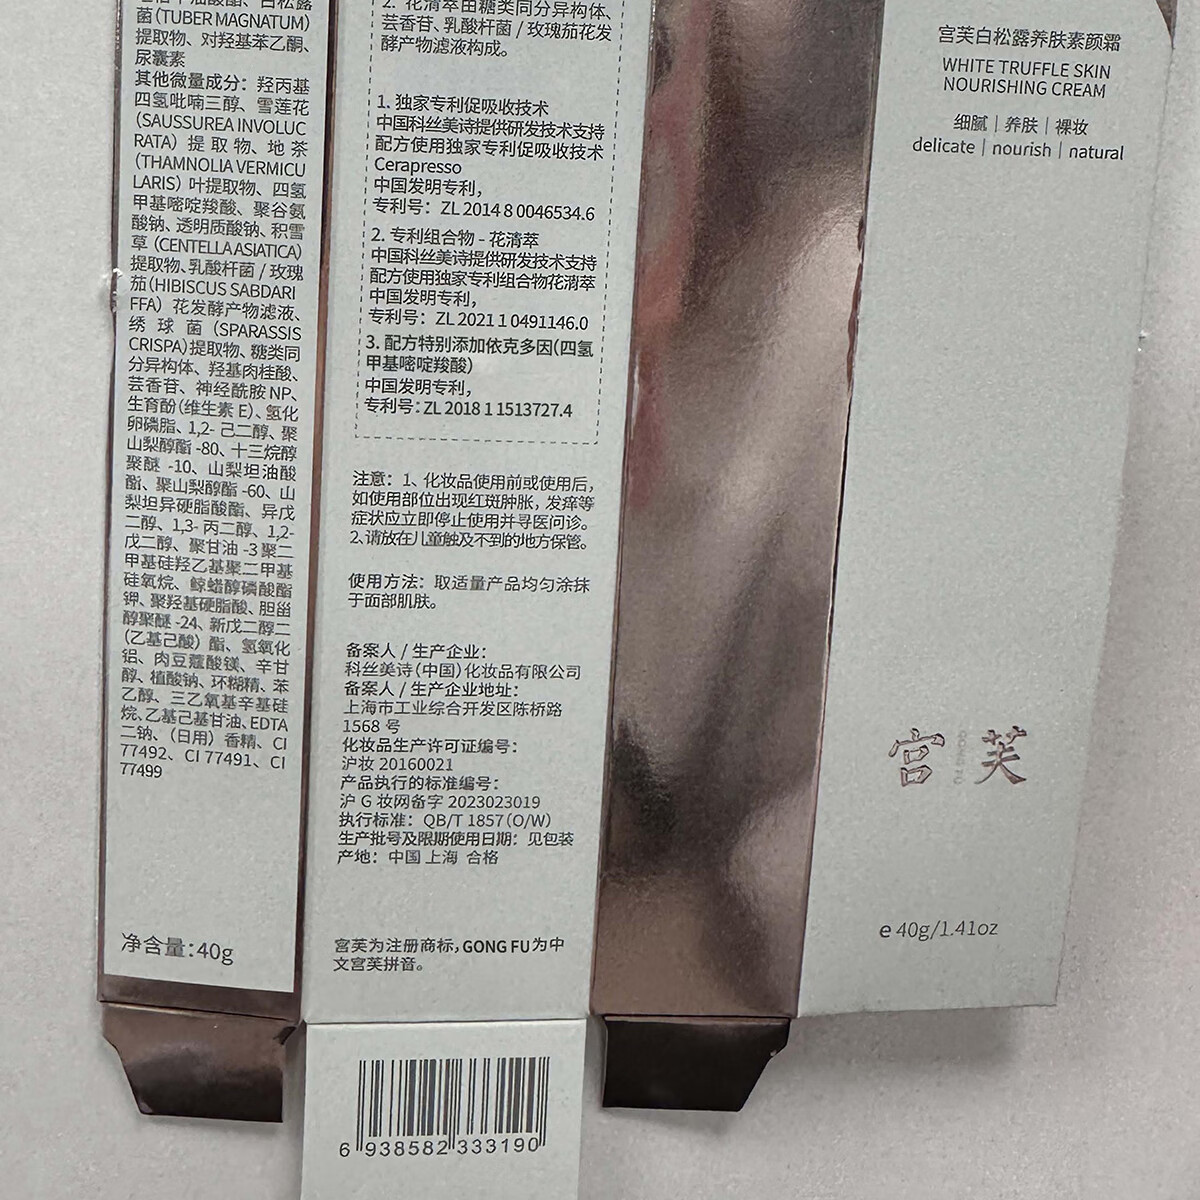 菌(TUBER MAGNATUM)
提取物、对羟基苯乙酮、
尿囊素
其他微量成分：羟丙基
四氢吡喃三醇、雪莲花
(SAUSSUREA INVOLUC
RATA) 提取物、地茶
(THAMNOLIA VERMICU
LARIS) 叶提取物、四氢
甲基嘧啶羧酸、聚谷氨
酸钠、透明质酸钠、积雪
草 (CENTELLA ASIATICA)
提取物、乳酸杆菌 / 玫瑰
茄(HIBISCUS SABDARI
FFA) 花发酵产物滤液、
绣球菌 (SPARASSIS
CRISPA)提取物、糖类同
分异构体、羟基肉桂酸、
芸香苷、神经酰胺 NP、
生育酚(维生素 E)、氢化
卵磷脂、1,2- 己二醇、聚
山梨醇酯 -80、十三烷醇
聚醚 -10、山梨坦油酸
酯、聚山梨醇酯 -60、山
梨坦异硬脂酸酯、异戊
二醇、1,3- 丙二醇、1,2-
戊二醇、聚甘油 -3 聚二
甲基硅羟乙基聚二甲基
硅氧烷、鲸蜡醇磷酸酯
钾、聚羟基硬脂酸、胆甾
醇聚醚 -24、新戊二醇二
(乙基己酸) 酯、氢氧化
铝、肉豆蔻酸镁、辛甘
醇、植酸钠、环糊精、苯
乙醇、三乙氧基辛基硅
烷、乙基己基甘油、EDTA
二钠、(日用) 香精、CI
77492、CI 77491、CI
77499
净含量：40g
2. 花清萃由糖类同分异构体、
芸香苷、乳酸杆菌 / 玫瑰茄花发
酵产物滤液构成。
1. 独家专利促吸收技术
中国科丝美诗提供研发技术支持
配方使用独家专利促吸收技术
Cerapresso
中国发明专利，
专利号：ZL 2014 8 0046534.6
2. 专利组合物 - 花清萃
中国科丝美诗提供研发技术支持
配方使用独家专利组合物花清萃
中国发明专利，
专利号：ZL 2021 1 0491146.0
3. 配方特别添加依克多因(四氢
甲基嘧啶羧酸)
中国发明专利，
专利号：ZL 2018 1 1513727.4
注意：1、化妆品使用前或使用后，
如使用部位出现红斑肿胀，发痒等
症状应立即停止使用并寻医问诊。
2、请放在儿童触及不到的地方保管。
使用方法：取适量产品均匀涂抹
于面部肌肤。
备案人 / 生产企业：
科丝美诗(中国)化妆品有限公司
备案人 / 生产企业地址：
上海市工业综合开发区陈桥路
1568 号
化妆品生产许可证编号：
沪妆 20160021
产品执行的标准编号：
沪 G 妆网备字 2023023019
执行标准：QB/T 1857(O/W)
生产批号及限期使用日期：见包装
产地：中国 上海 合格
宫芙为注册商标，GONG FU为中
文宫芙拼音。
6 938582 333190
宫芙白松露养肤素颜霜
WHITE TRUFFLE SKIN
NOURISHING CREAM
细腻 | 养肤 | 裸妆
delicate | nourish | natural
宫芙
GONG FU
e 40g/1.41oz